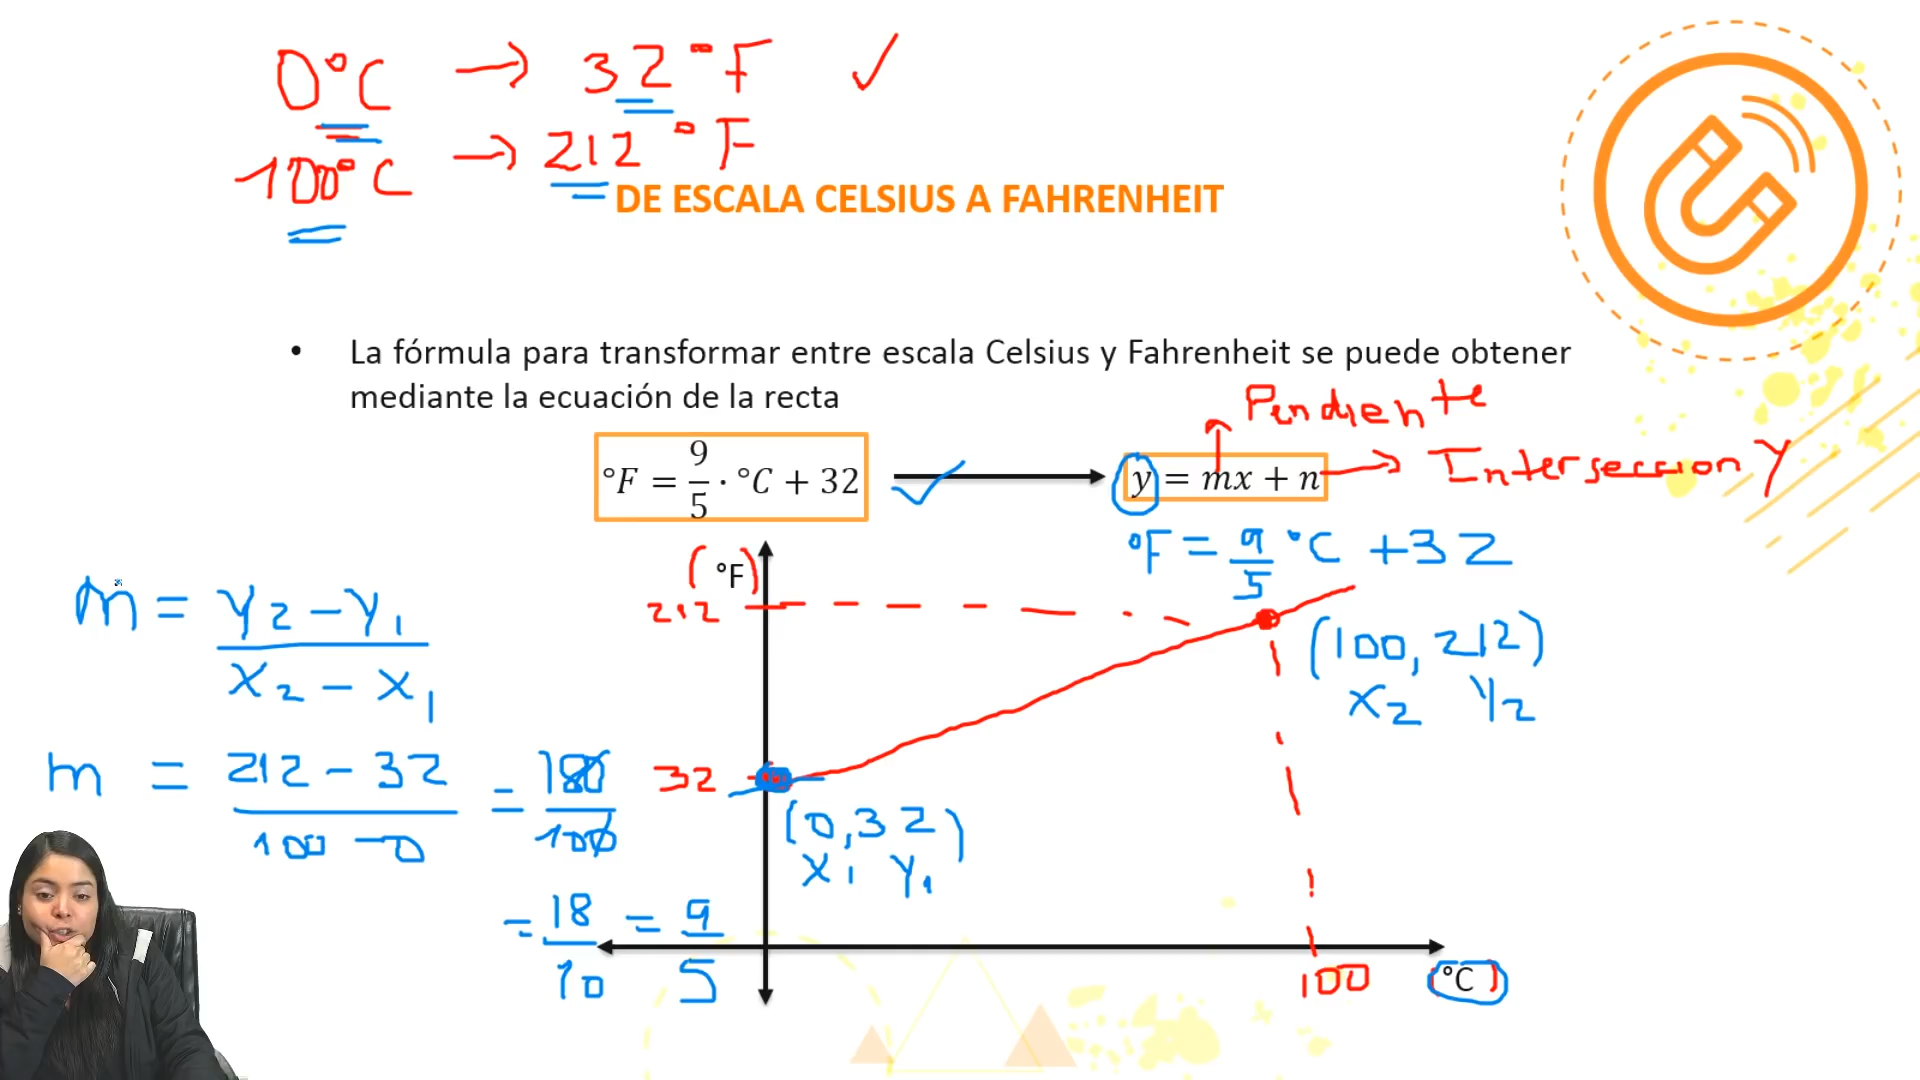 0°C → 32°F ✓
100°C → 212°F
DE ESCALA CELSIUS A FAHRENHEIT
• La fórmula para transformar entre escala Celsius y Fahrenheit se puede obtener
mediante la ecuación de la recta
Pendiente
°F = 9/5 · °C + 32
y = mx + n → Intersección Y
°F = 9/5 °C + 32
(°F)
212
m = y2 − y1 / x2 − x1
(100, 212)
x2 y2
m = 212 − 32 / 100 − 0 = 180/100
32
(0, 32)
x1 y1
= 18/10 = 9/5
100
(°C)